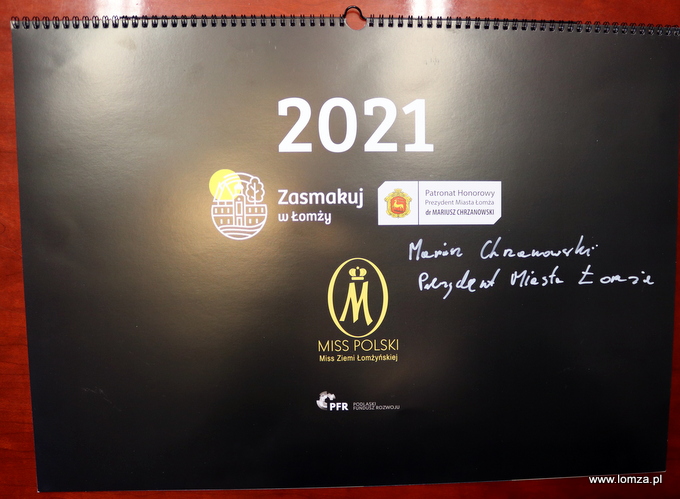 2021
Zasmakuj
w Łomży
Patronat Honorowy
Prezydent Miasta Łomża
dr MARIUSZ CHRZANOWSKI
Mariusz Chrzanowski
Prezydent Miasta Łomża
M
MISS POLSKI
Miss Ziemi Łomżyńskiej
PFR PODLASKI
FUNDUSZ ROZWOJU
www.lomza.pl